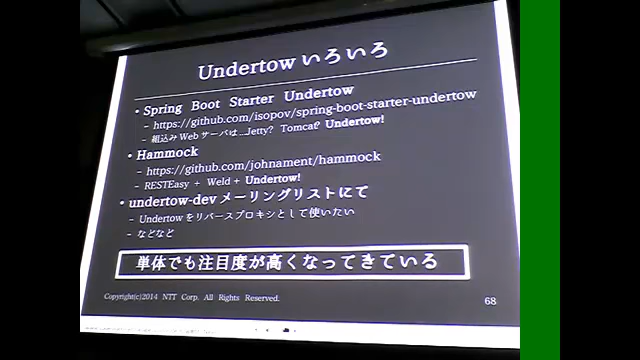 Undertow いろいろ
• Spring Boot Starter Undertow
– https://github.com/isopov/spring-boot-starter-undertow
– 組込み Web サーバは...Jetty? Tomcat? Undertow!
• Hammock
– https://github.com/johnament/hammock
– RESTEasy + Weld + Undertow!
• undertow-dev メーリングリストにて
– Undertow をリバースプロキシとして使いたい
– などなど
単体でも注目度が高くなってきている
Copyright(c)2014 NTT Corp. All Rights Reserved.
68